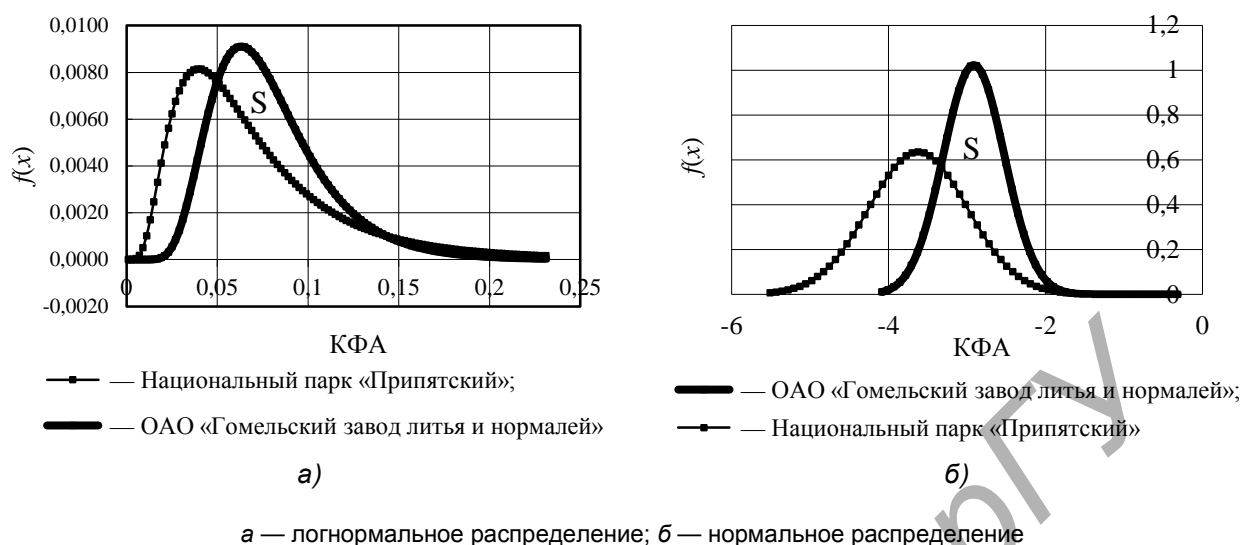 0,0100
0,0080
0,0060
0,0040
0,0020
0,0000
-0,0020
f(x)
S
0 0,05 0,1 0,15 0,2 0,25
КФА
— Национальный парк «Припятский»;
— ОАО «Гомельский завод литья и нормалей»
а)
1,2
1
0,8
0,6
0,4
0,2
0
f(x)
S
-6 -4 -2 0
КФА
— ОАО «Гомельский завод литья и нормалей»;
— Национальный парк «Припятский»
б)
рГУ
а — логнормальное распределение; б — нормальное распределение